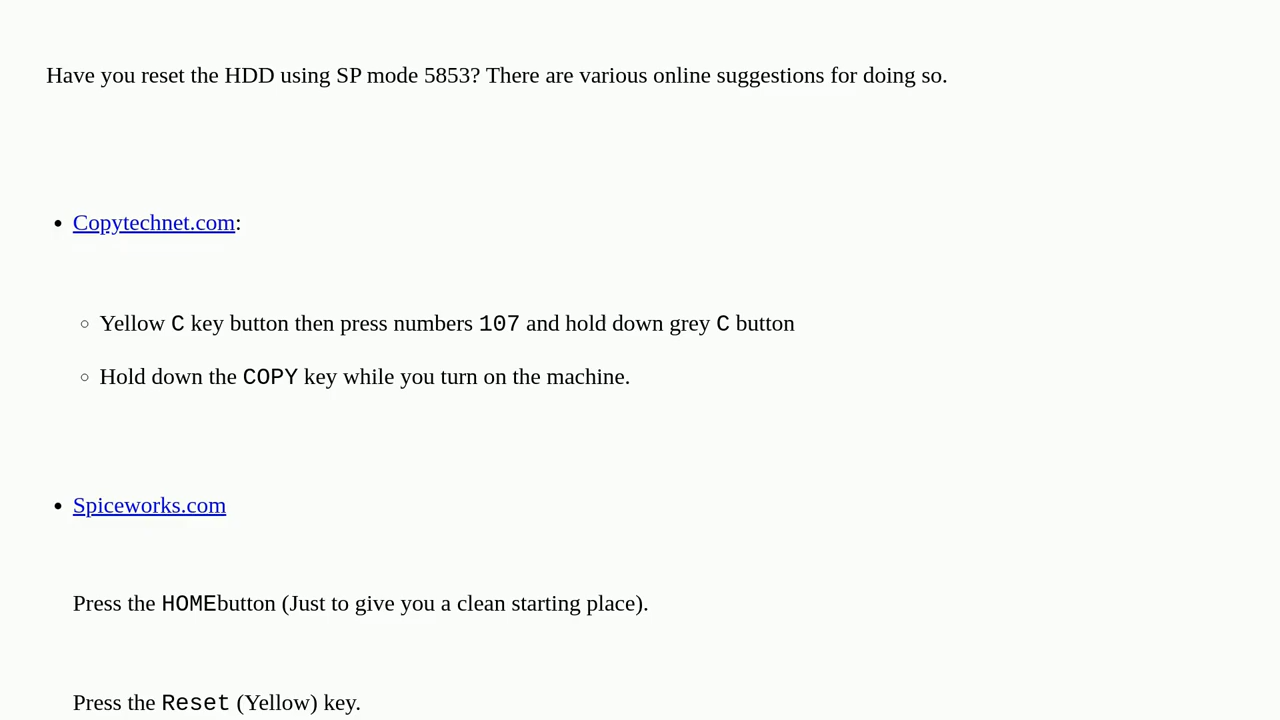 Have you reset the HDD using SP mode 5853? There are various online suggestions for doing so.
Copytechnet.com:
Yellow C key button then press numbers 107 and hold down grey C button
Hold down the COPY key while you turn on the machine.
Spiceworks.com
Press the HOMEbutton (Just to give you a clean starting place).
Press the Reset (Yellow) key.